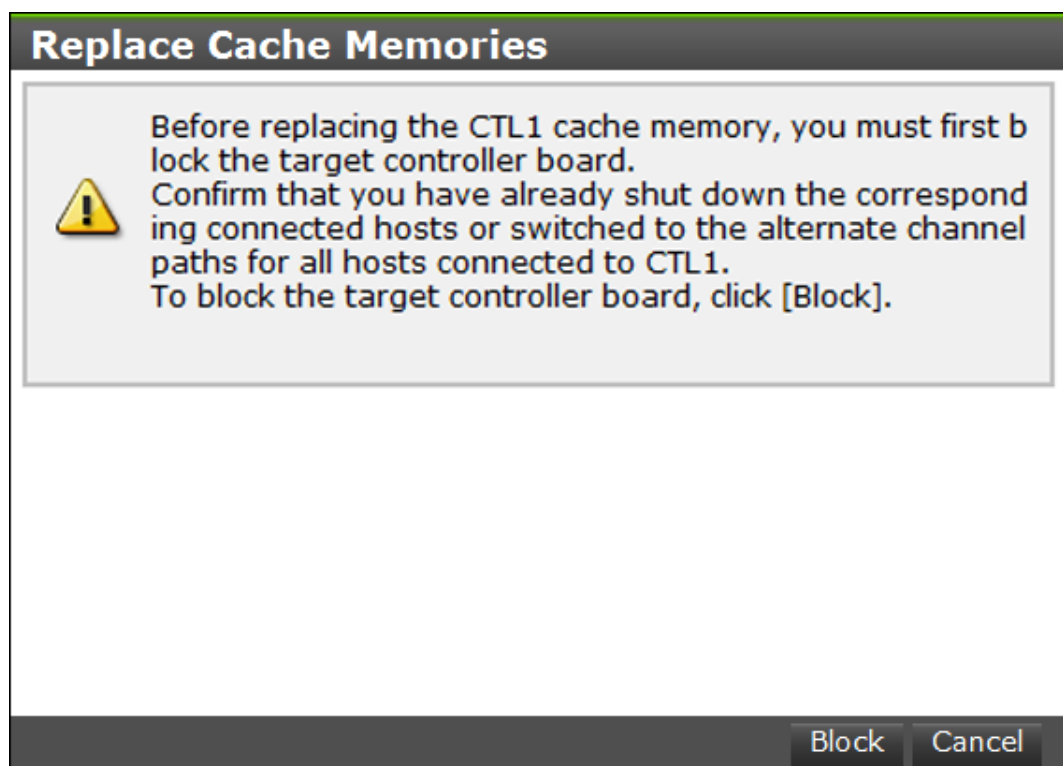 Replace Cache Memories
Before replacing the CTL1 cache memory, you must first b
lock the target controller board.
Confirm that you have already shut down the correspond
ing connected hosts or switched to the alternate channel
paths for all hosts connected to CTL1.
To block the target controller board, click [Block].
Block Cancel